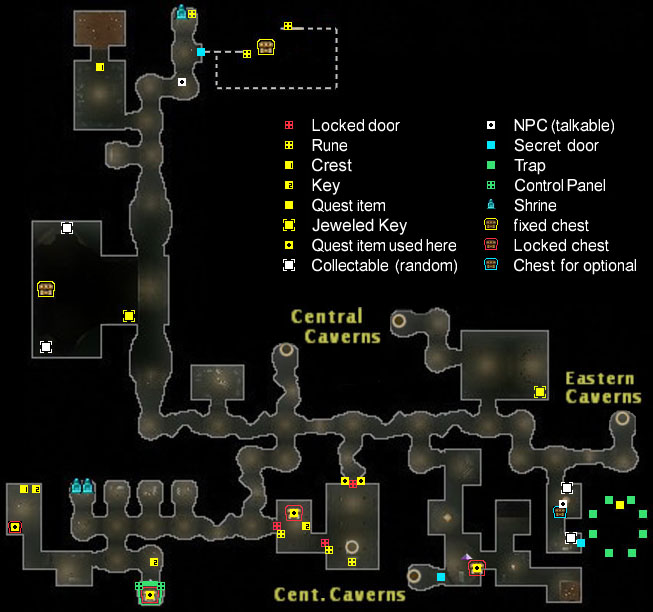 Locked door
Rune
Crest
Key
Quest item
Jeweled Key
Quest item used here
Collectable (random)
NPC (talkable)
Secret door
Trap
Control Panel
Shrine
fixed chest
Locked chest
Chest for optional
Central
Caverns
Eastern
Caverns
Cent. Caverns